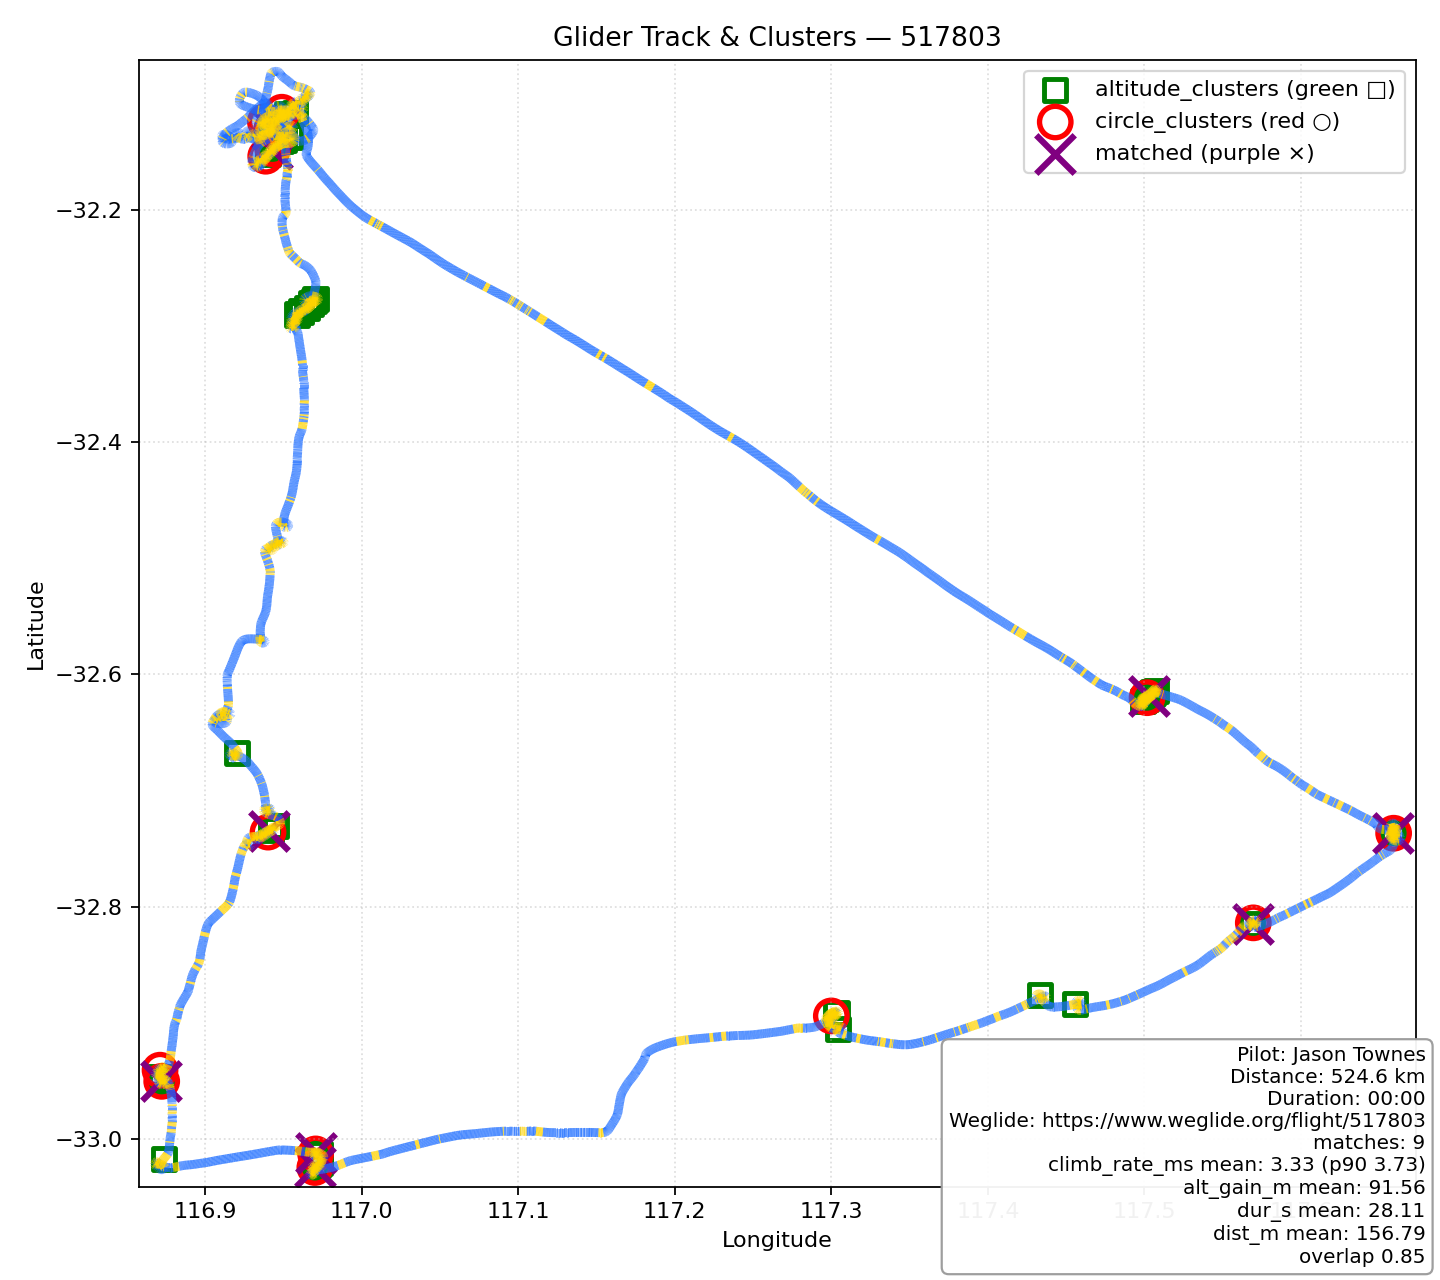 Glider Track & Clusters — 517803
altitude_clusters (green □)
circle_clusters (red ○)
matched (purple ×)
Latitude
−32.2
−32.4
−32.6
−32.8
−33.0
116.9 117.0 117.1 117.2 117.3 117.4 117.5
Longitude
Pilot: Jason Townes
Distance: 524.6 km
Duration: 00:00
Weglide: https://www.weglide.org/flight/517803
matches: 9
climb_rate_ms mean: 3.33 (p90 3.73)
alt_gain_m mean: 91.56
dur_s mean: 28.11
dist_m mean: 156.79
overlap 0.85